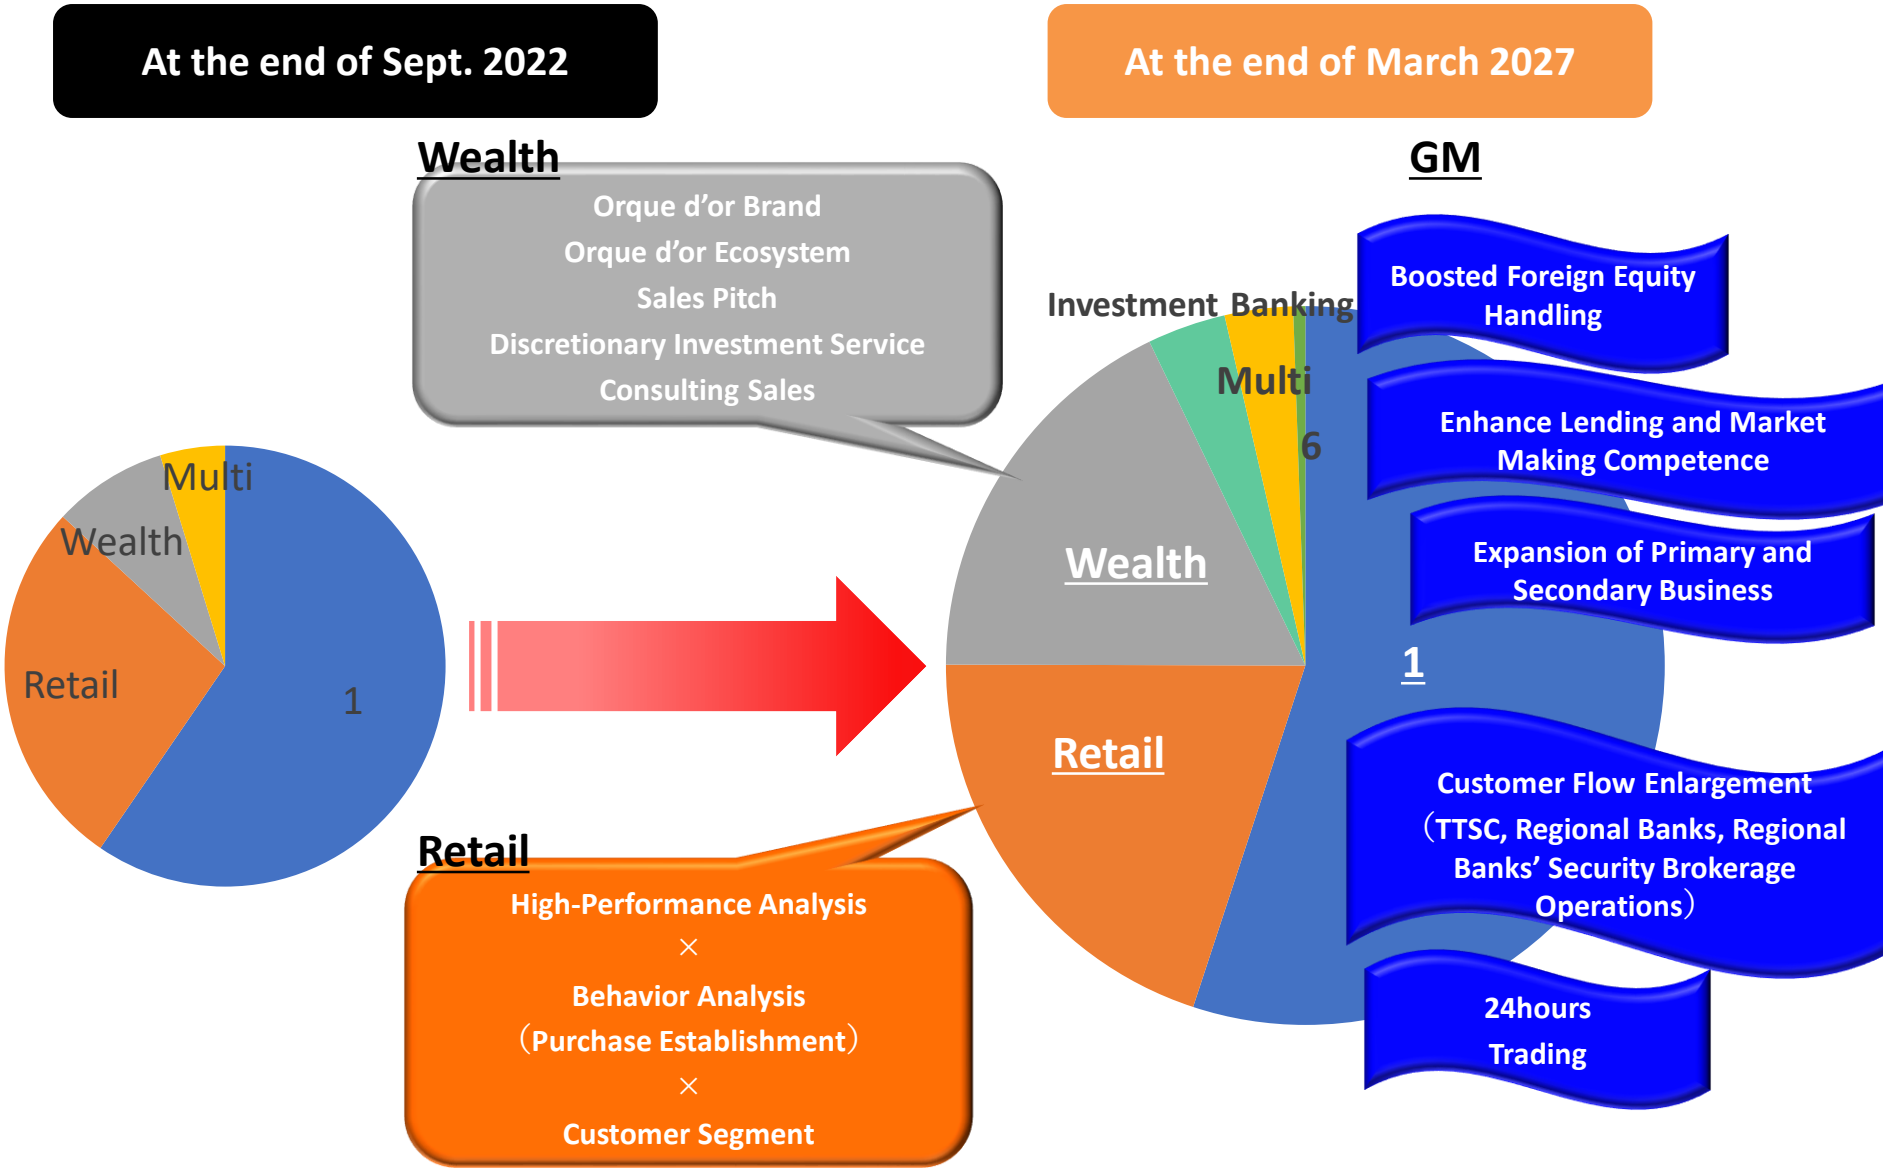 At the end of Sept. 2022
At the end of March 2027
Wealth
Orque d’or Brand
Orque d’or Ecosystem
Sales Pitch
Discretionary Investment Service
Consulting Sales
GM
Boosted Foreign Equity
Handling
Enhance Lending and Market
Making Competence
Expansion of Primary and
Secondary Business
Customer Flow Enlargement
（TTSC, Regional Banks, Regional
Banks’ Security Brokerage
Operations）
24hours
Trading
Multi
Wealth
Retail
1
Investment Banking
Multi
6
Wealth
1
Retail
Retail
High-Performance Analysis
×
Behavior Analysis
（Purchase Establishment）
×
Customer Segment